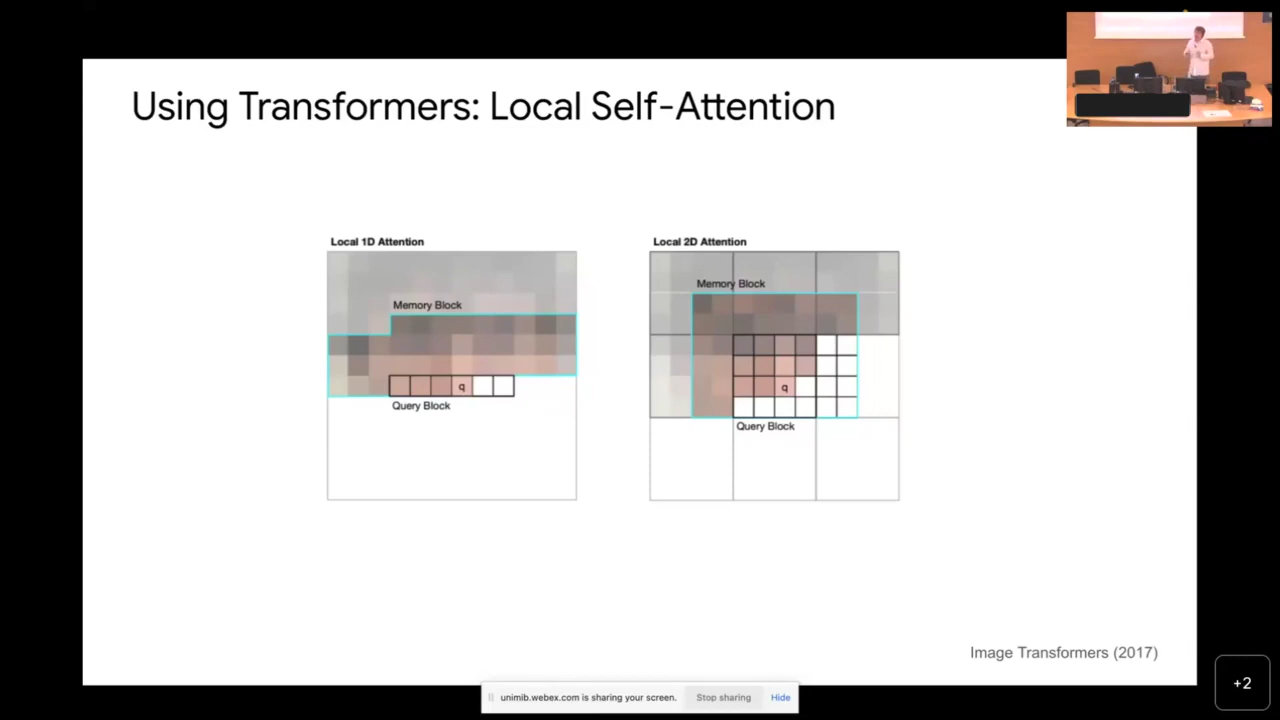 Using Transformers: Local Self-Attention
Local 1D Attention
Memory Block
q
Query Block
Local 2D Attention
Memory Block
q
Query Block
Image Transformers (2017)
unimib.webex.com is sharing your screen. Stop sharing Hide
+2